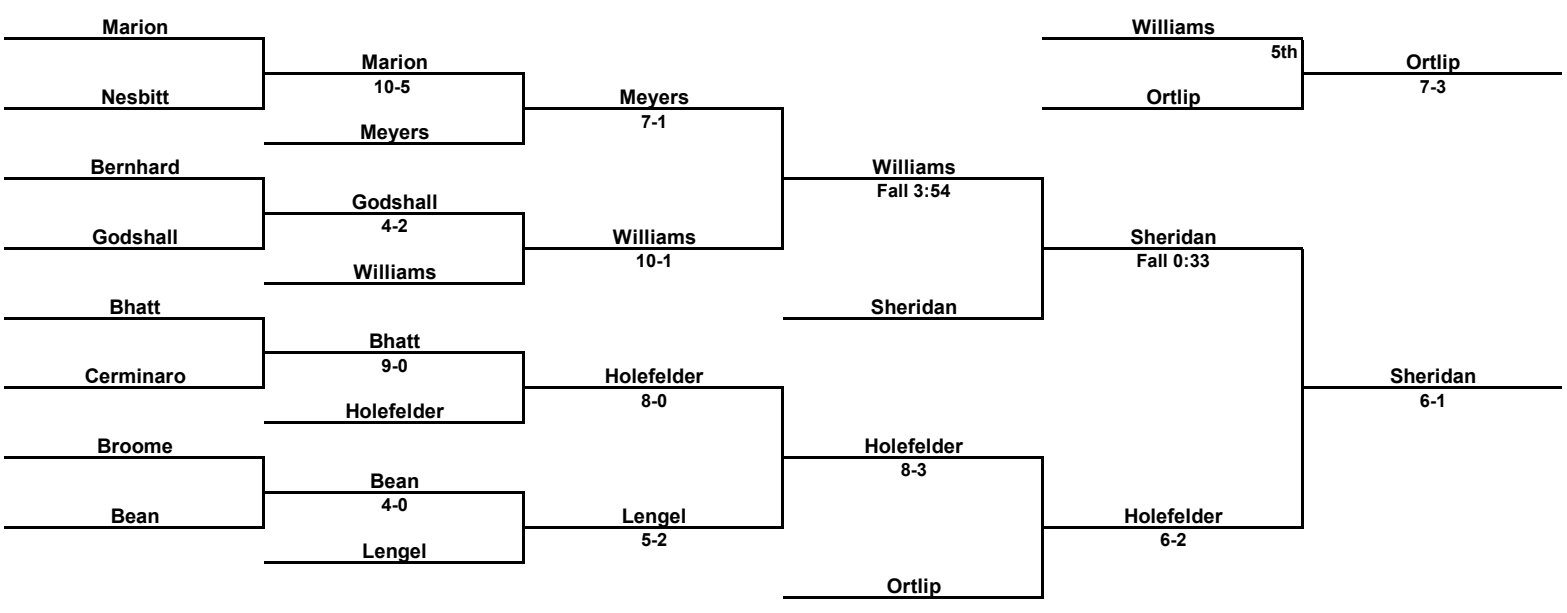 Marion
Williams
5th
Marion
Ortlip
10-5
7-3
Nesbitt
Meyers
Ortlip
7-1
Meyers
Bernhard
Williams
Fall 3:54
Godshall
4-2
Godshall
Williams
Sheridan
10-1
Fall 0:33
Williams
Bhatt
Sheridan
Bhatt
9-0
Cerminaro
Holefelder
Sheridan
8-0
6-1
Holefelder
Broome
Holefelder
8-3
Bean
4-0
Bean
Lengel
Holefelder
5-2
6-2
Lengel
Ortlip